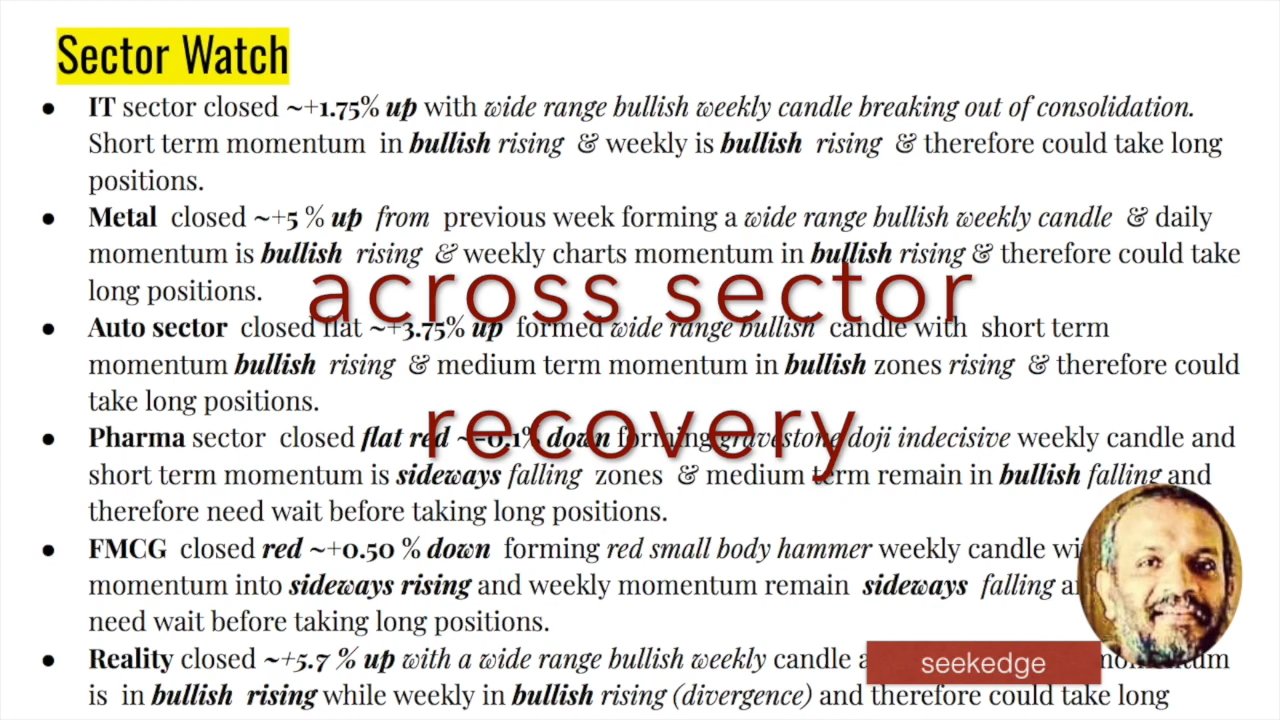 Sector Watch
● IT sector closed ~+1.75% up with wide range bullish weekly candle breaking out of consolidation.
Short term momentum in bullish rising & weekly is bullish rising & therefore could take long
positions.
● Metal closed ~+5 % up from previous week forming a wide range bullish weekly candle & daily
momentum is bullish rising & weekly charts momentum in bullish rising & therefore could take
long positions.
across sector
● Auto sector closed flat ~+3.75% up formed wide range bullish candle with short term
momentum bullish rising & medium term momentum in bullish zones rising & therefore could
take long positions.
recovery
● Pharma sector closed flat red ~-0.1% down forming gravestone doji indecisive weekly candle and
short term momentum is sideways falling zones & medium term remain in bullish falling and
therefore need wait before taking long positions.
● FMCG closed red ~+0.50 % down forming red small body hammer weekly candle
momentum into sideways rising and weekly momentum remain sideways falling
need wait before taking long positions.
● Reality closed ~+5.7 % up with a wide range bullish weekly candle
seekedge
is in bullish rising while weekly in bullish rising (divergence) and therefore could take long